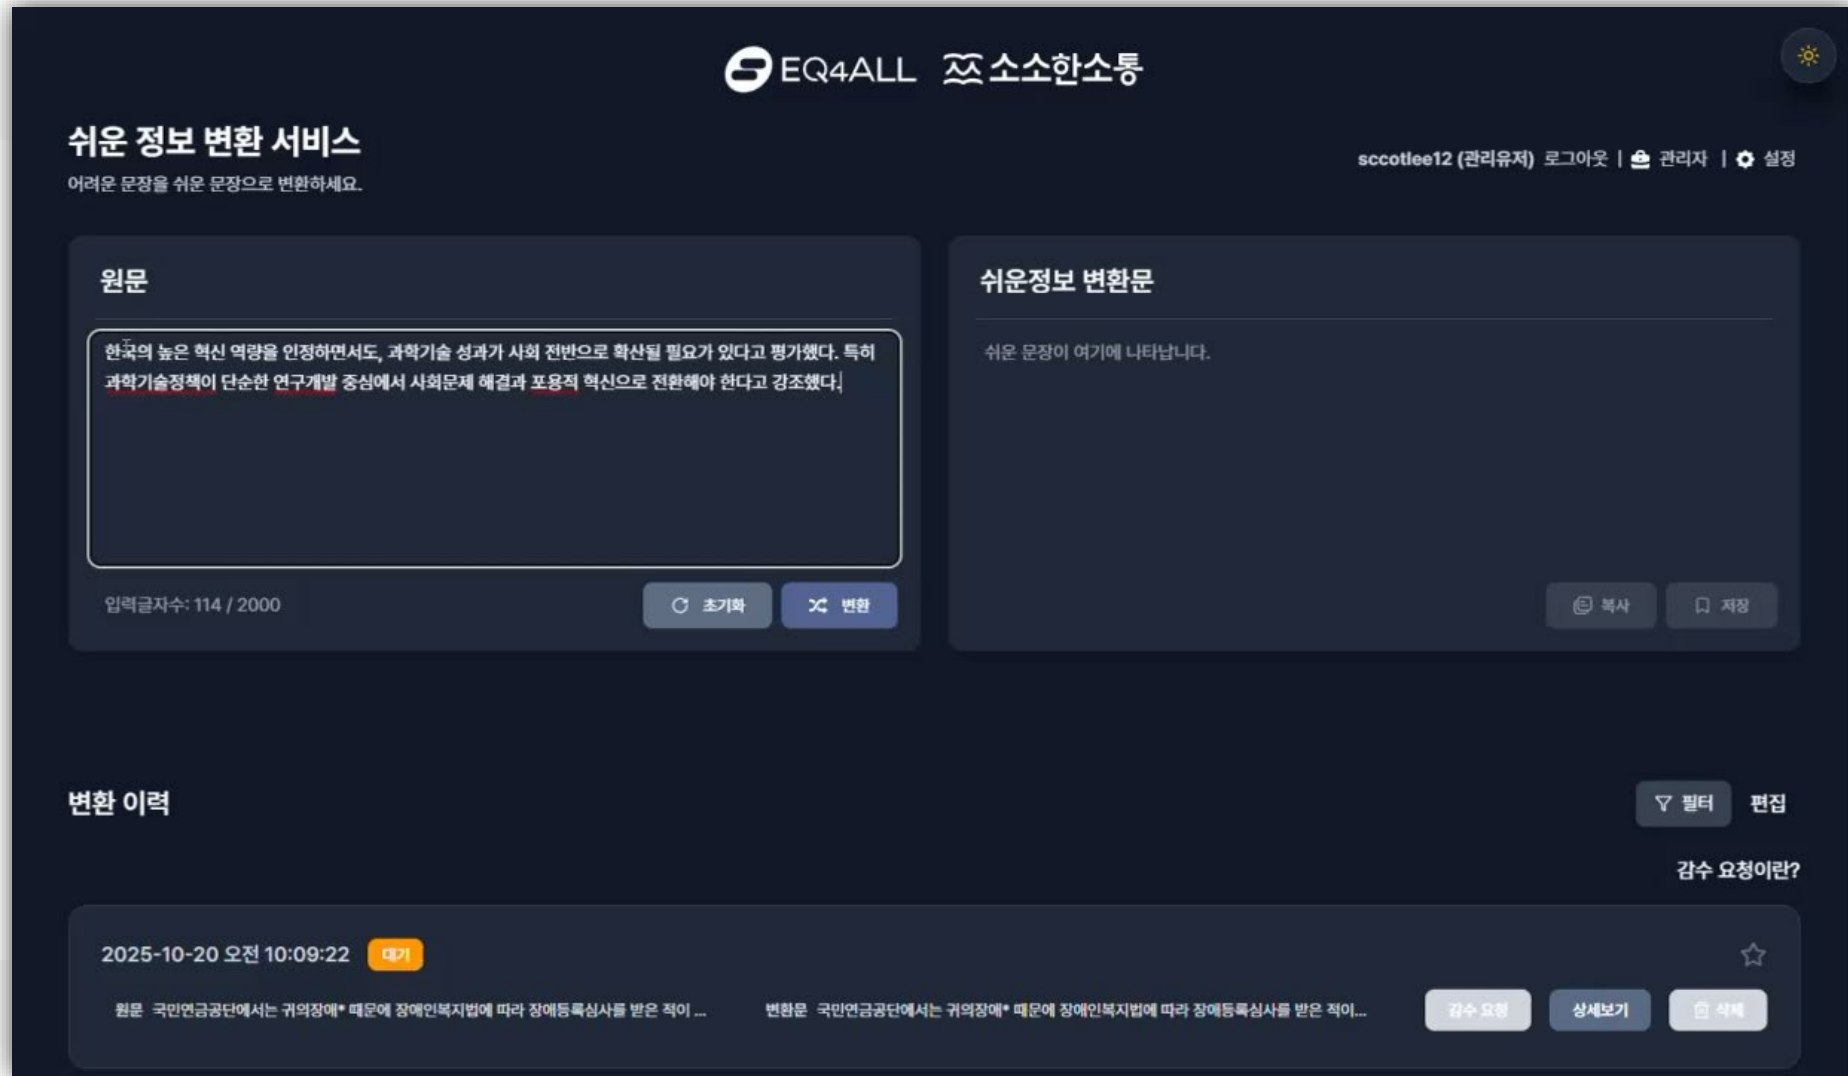 EQ4ALL 소소한소통
쉬운 정보 변환 서비스
어려운 문장을 쉬운 문장으로 변환하세요.
sccotlee12 (관리유저) 로그아웃 | 관리자 | 설정
원문
한국의 높은 혁신 역량을 인정하면서도, 과학기술 성과가 사회 전반으로 확산될 필요가 있다고 평가했다. 특히
과학기술정책이 단순한 연구개발 중심에서 사회문제 해결과 포용적 혁신으로 전환해야 한다고 강조했다.
입력글자수: 114 / 2000
초기화
변환
쉬운정보 변환문
쉬운 문장이 여기에 나타납니다.
복사
저장
변환 이력
필터
편집
감수 요청이란?
2025-10-20 오전 10:09:22 대기
원문 국민연금공단에서는 귀의장애* 때문에 장애인복지법에 따라 장애등록심사를 받은 적이 ...
변환문 국민연금공단에서는 귀의장애* 때문에 장애인복지법에 따라 장애등록심사를 받은 적이...
감수 요청
상세보기
삭제